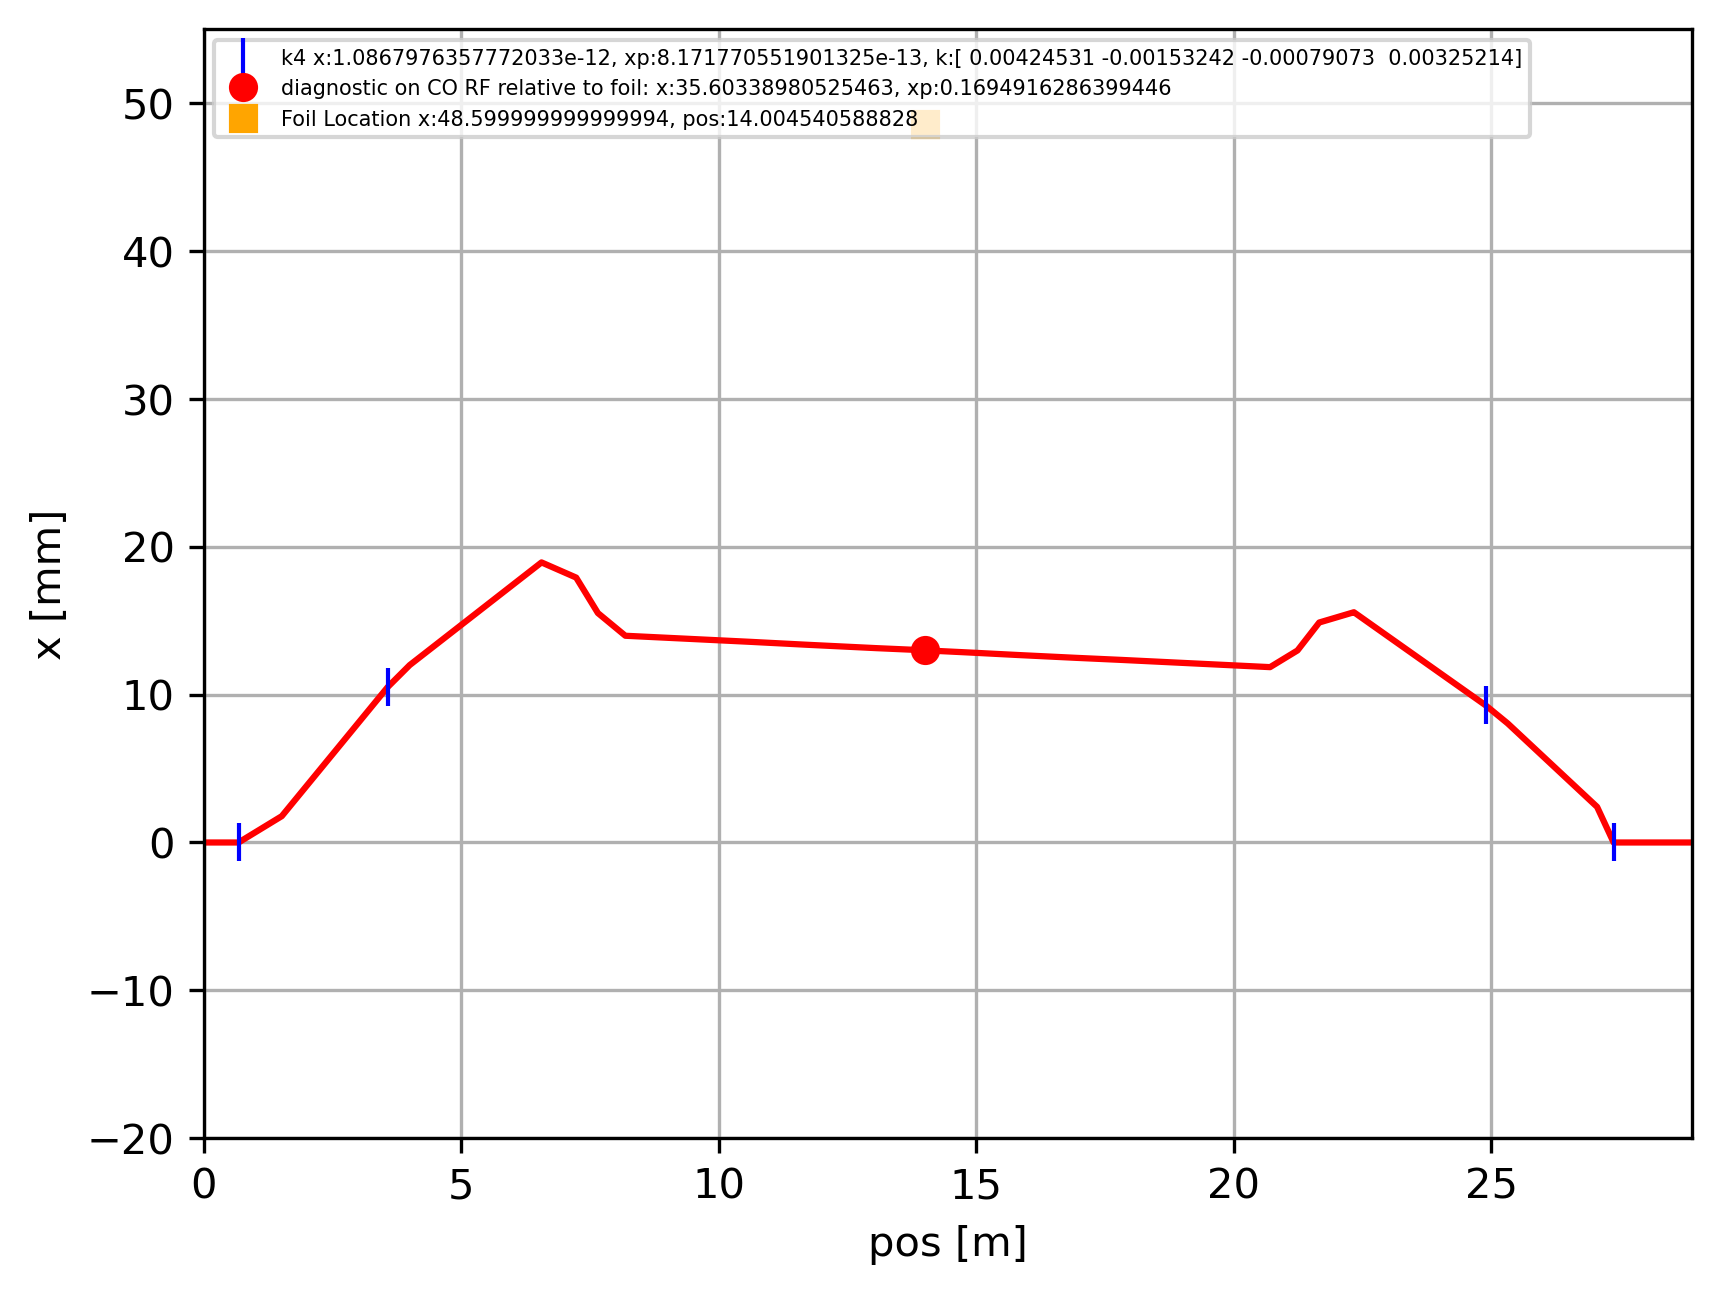 k4 x:1.0867976357772033e-12, xp:8.171770551901325e-13, k:[ 0.00424531 -0.00153242 -0.00079073  0.00325214]
diagnostic on CO RF relative to foil: x:35.60338980525463, xp:0.1694916286399446
Foil Location x:48.599999999999994, pos:14.004540588828
50
40
30
20
10
0
−10
−20
x [mm]
0 5 10 15 20 25
pos [m]